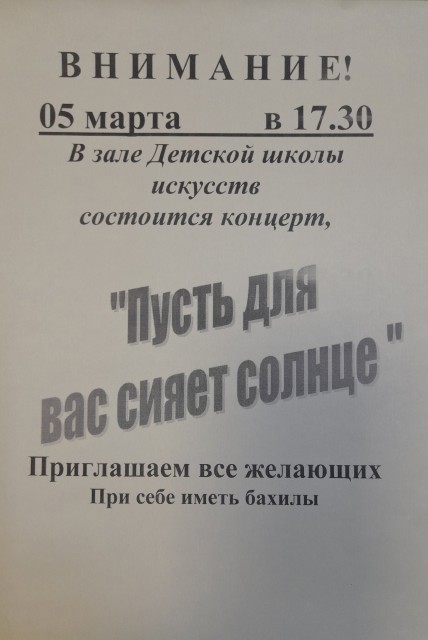 ВНИМАНИЕ!
05 марта в 17.30
В зале Детской школы
искусств
состоится концерт,
"Пусть для
вас сияет солнце "
Приглашаем все желающих
При себе иметь бахилы